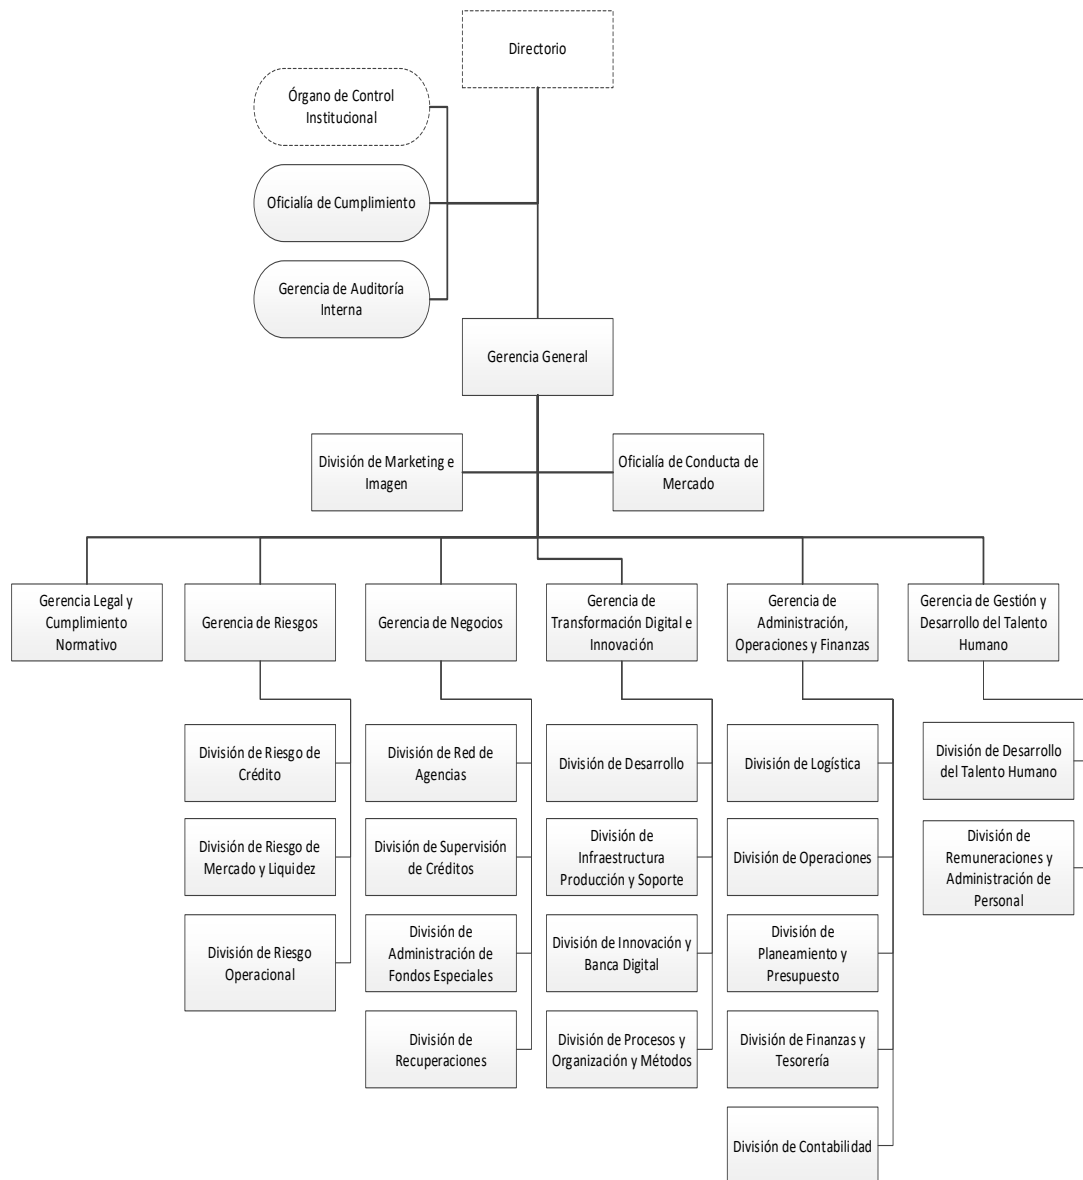 Directorio
Órgano de Control
Institucional
Oficialía de Cumplimiento
Gerencia de Auditoría
Interna
Gerencia General
División de Marketing e
Imagen
Oficialía de Conducta de
Mercado
Gerencia Legal y
Cumplimiento
Normativo
Gerencia de Riesgos
Gerencia de Negocios
Gerencia de
Transformación Digital e
Innovación
Gerencia de
Administración,
Operaciones y Finanzas
Gerencia de Gestión y
Desarrollo del Talento
Humano
División de Riesgo de
Crédito
División de Riesgo de
Mercado y Liquidez
División de Riesgo
Operacional
División de Red de
Agencias
División de Supervisión
de Créditos
División de
Administración de
Fondos Especiales
División de
Recuperaciones
División de Desarrollo
División de
Infraestructura
Producción y Soporte
División de Innovación y
Banca Digital
División de Procesos y
Organización y Métodos
División de Logística
División de Operaciones
División de
Planeamiento y
Presupuesto
División de Finanzas y
Tesorería
División de Contabilidad
División de Desarrollo
del Talento Humano
División de
Remuneraciones y
Administración de
Personal